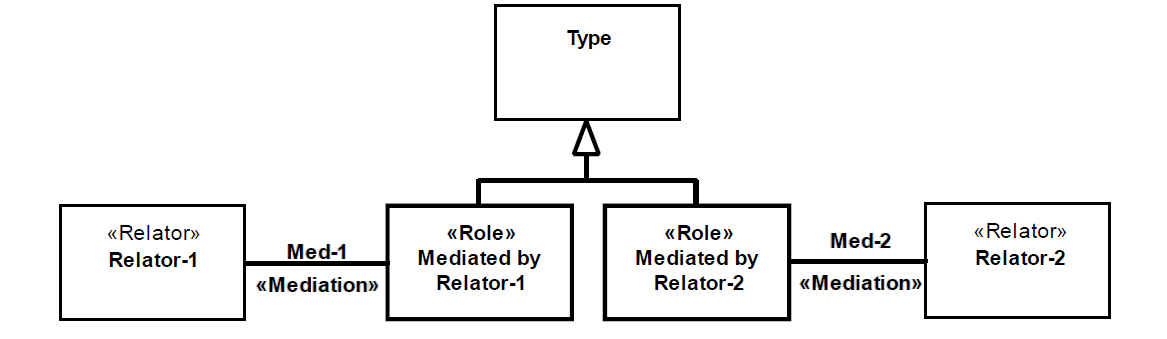 Type
«Relator»
Relator-1
Med-1
«Mediation»
«Role»
Mediated by
Relator-1
«Role»
Mediated by
Relator-2
Med-2
«Mediation»
«Relator»
Relator-2